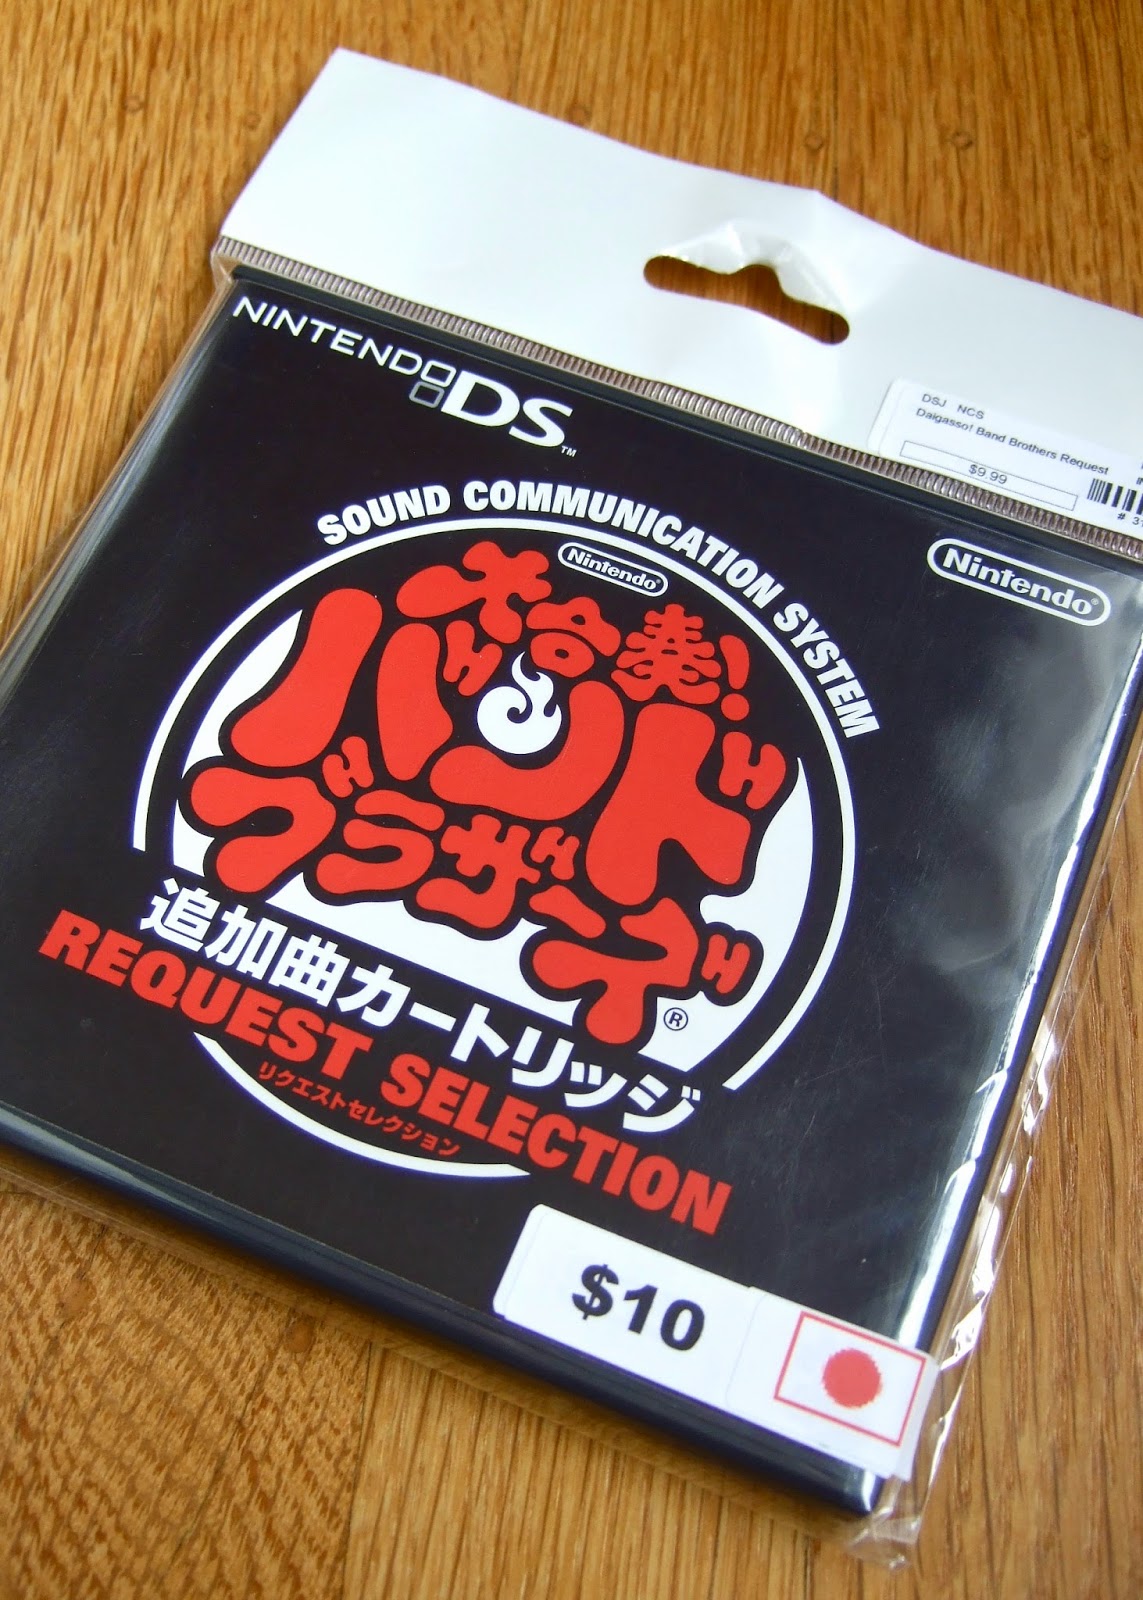 NINTENDO DS™
DSJ NCS
Daigasso! Band Brothers Request
$9.99
Nintendo®
SOUND COMMUNICATION SYSTEM
Nintendo
大合奏!
バンド
ブラザーズ®
追加曲カートリッジ
REQUEST SELECTION
リクエストセレクション
$10